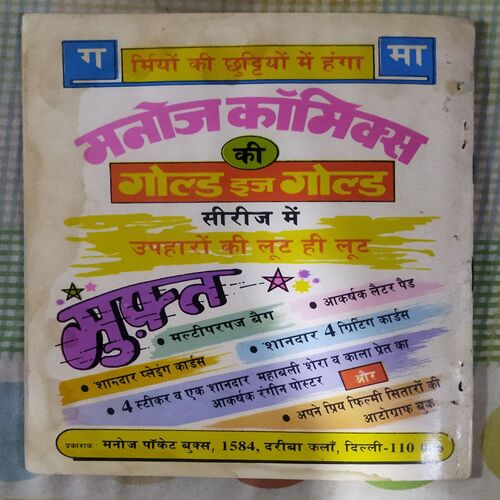 गर्मियों की छुट्टियों में हंगामा
मनोज कॉमिक्स
की
गोल्ड इज गोल्ड
सीरीज में
उपहारों की लूट ही लूट
मुफ़्त
• आकर्षक लैटर पैड
• मल्टीपरपज बैग
• शानदार 4 प्रिंटिंग कार्डस
• शानदार प्लेइंग कार्डस
• 4 स्टीकर व एक शानदार महाबली शेरा व काला प्रेत का
आकर्षक रंगीन पोस्टर
और
• अपने प्रिय फिल्मी सितारों की
आटोग्राफ बुक
प्रकाशक मनोज पॉकेट बुक्स, 1584, दरीबा कलाँ, दिल्ली-110